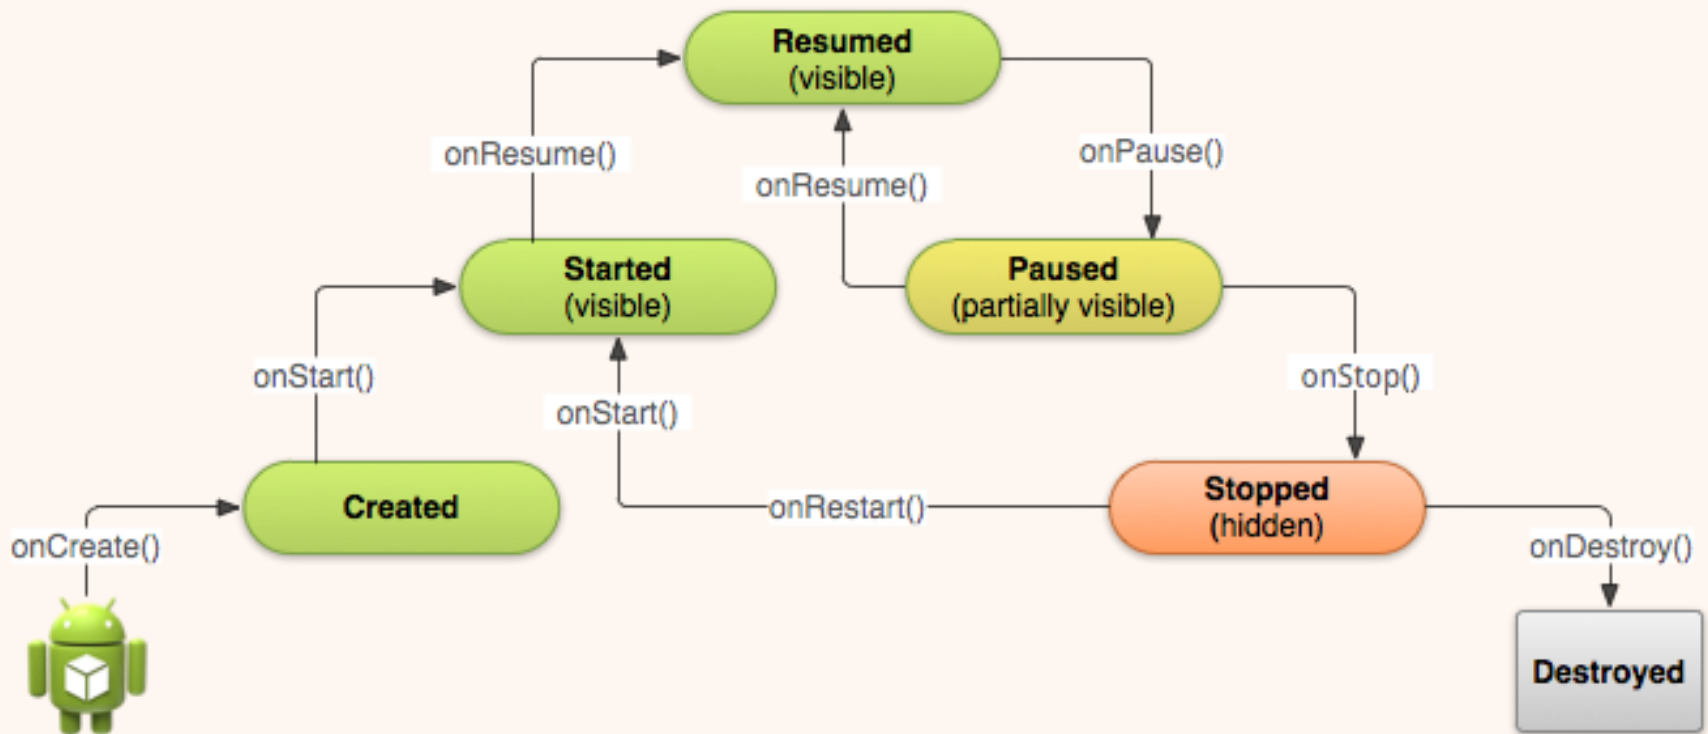 Resumed
(visible)
onResume()
onPause()
onResume()
Started
(visible)
Paused
(partially visible)
onStart()
onStop()
onStart()
Created
Stopped
(hidden)
onRestart()
onCreate()
onDestroy()
Destroyed